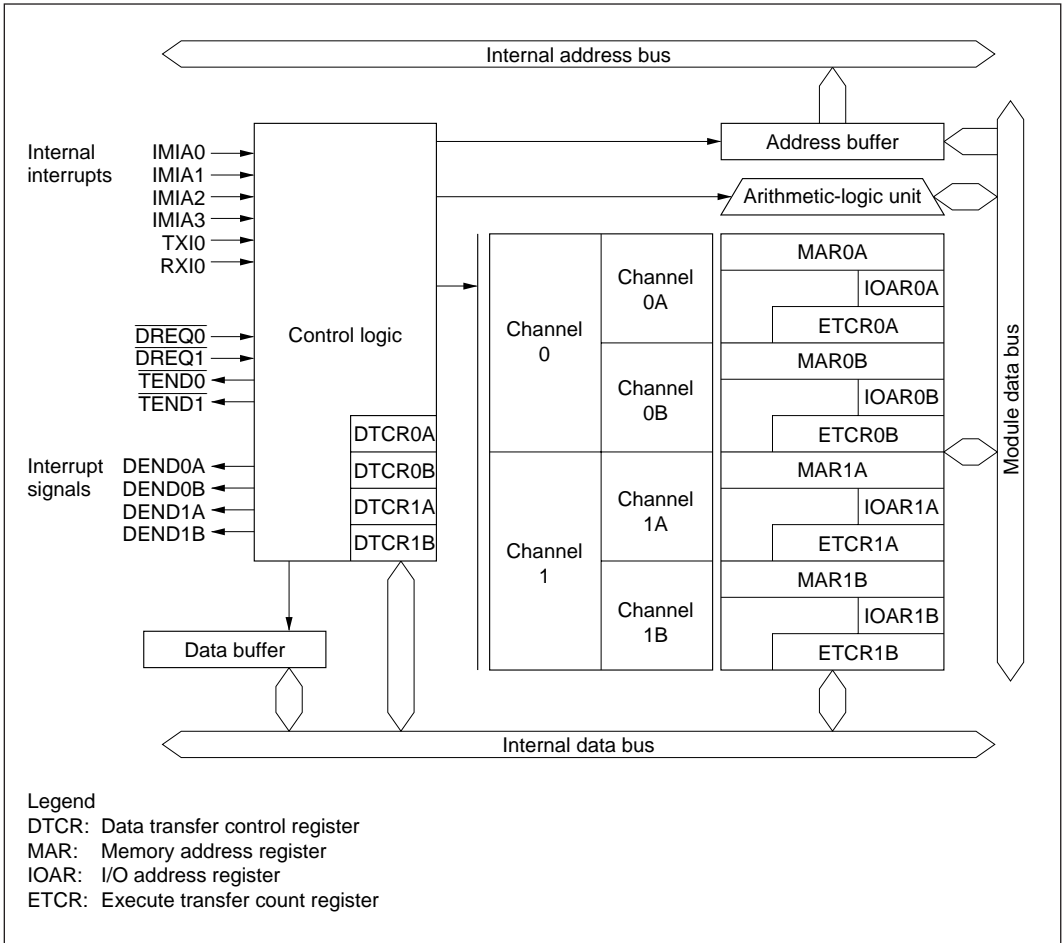 Internal address bus
Internal
interrupts
IMIA0
IMIA1
IMIA2
IMIA3
TXI0
RXI0
DREQ0
DREQ1
TEND0
TEND1
Interrupt
signals
DEND0A
DEND0B
DEND1A
DEND1B
Control logic
DTCR0A
DTCR0B
DTCR1A
DTCR1B
Data buffer
Address buffer
Arithmetic-logic unit
Channel
0
Channel
1
Channel
0A
Channel
0B
Channel
1A
Channel
1B
MAR0A
IOAR0A
ETCR0A
MAR0B
IOAR0B
ETCR0B
MAR1A
IOAR1A
ETCR1A
MAR1B
IOAR1B
ETCR1B
Module data bus
Internal data bus
Legend
DTCR: Data transfer control register
MAR: Memory address register
IOAR: I/O address register
ETCR: Execute transfer count register